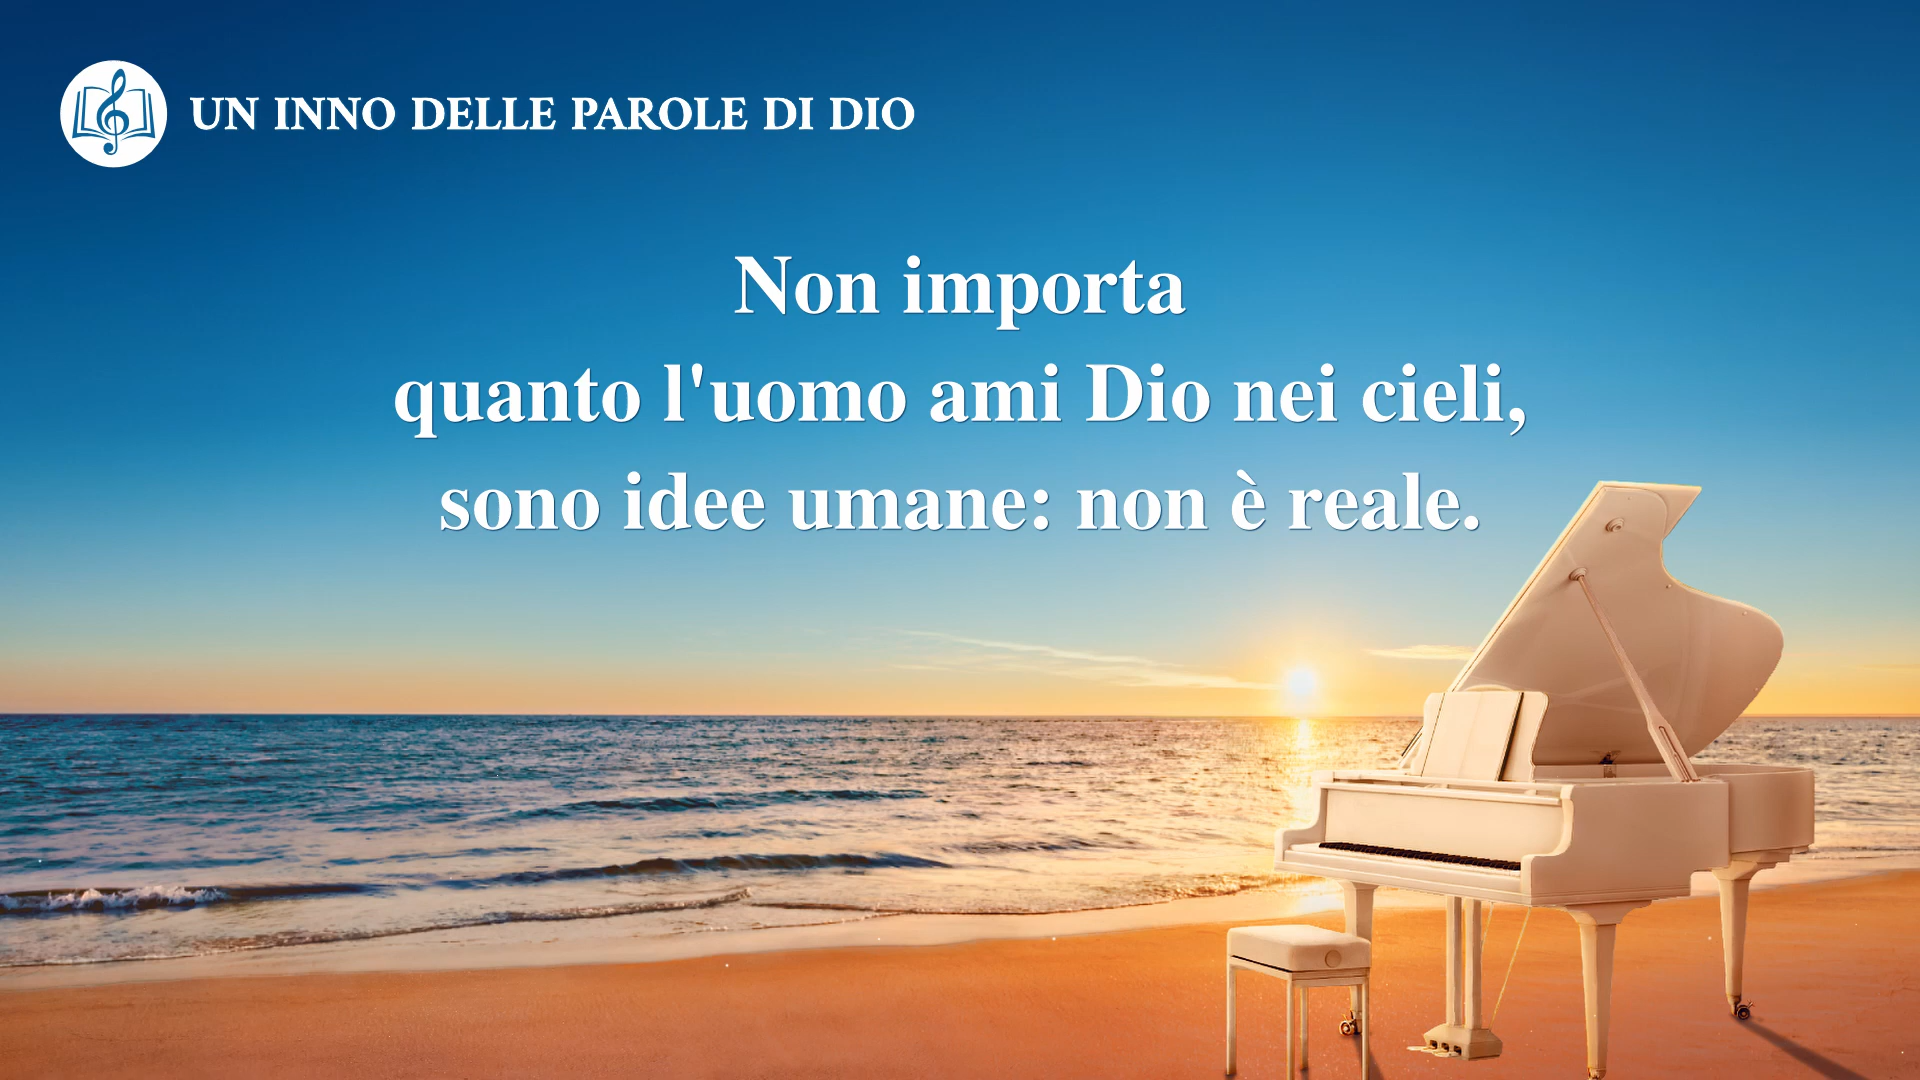 UN INNO DELLE PAROLE DI DIO
Non importa
quanto l'uomo ami Dio nei cieli,
sono idee umane: non è reale.